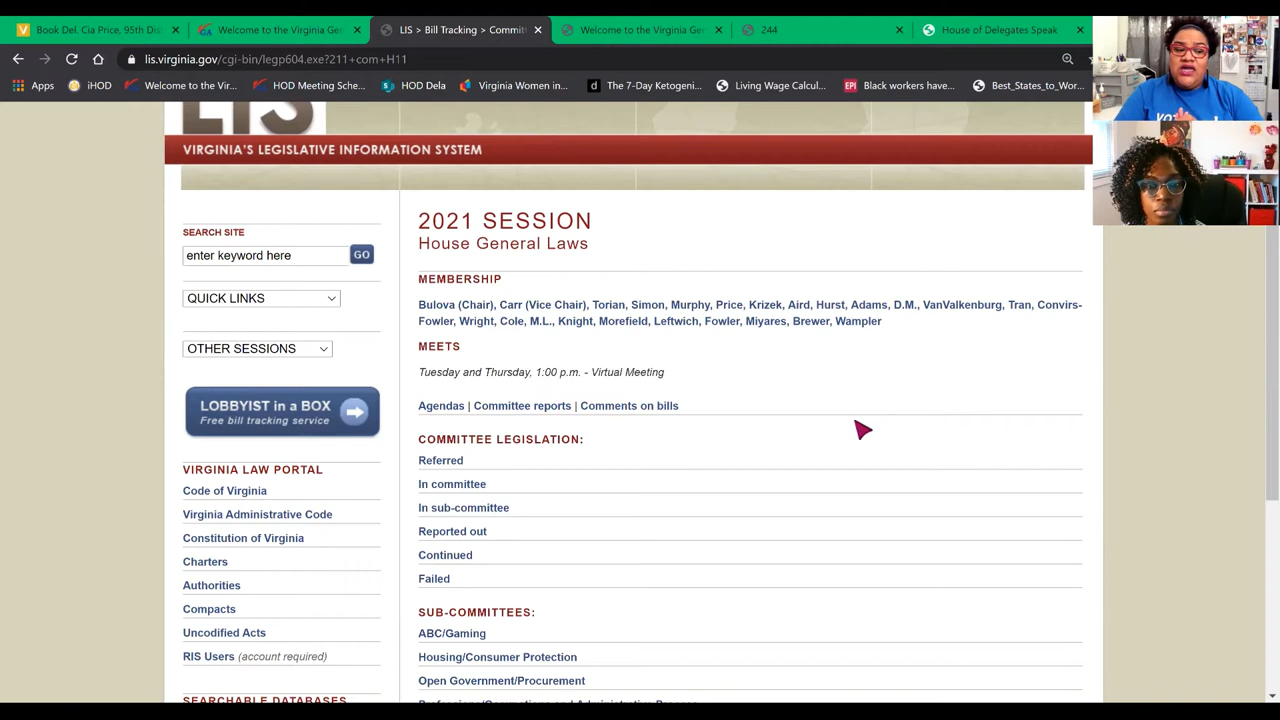 Book Del. Cia Price, 95th Dis
Welcome to the Virginia Gen
LIS > Bill Tracking > Committ
Welcome to the Virginia Gen
244
House of Delegates Speak
lis.virginia.gov/cgi-bin/legp604.exe?211+com+H11
Apps
iHOD
Welcome to the Vir...
HOD Meeting Sche...
HOD Dela
Virginia Women in...
The 7-Day Ketogeni...
Living Wage Calcul...
EPI Black workers have...
Best_States_to_Wor...
LIS
VIRGINIA'S LEGISLATIVE INFORMATION SYSTEM
SEARCH SITE
enter keyword here
GO
QUICK LINKS
OTHER SESSIONS
LOBBYIST in a BOX
Free bill tracking service
VIRGINIA LAW PORTAL
Code of Virginia
Virginia Administrative Code
Constitution of Virginia
Charters
Authorities
Compacts
Uncodified Acts
RIS Users (account required)
SEARCHABLE DATABASES
2021 SESSION
House General Laws
MEMBERSHIP
Bulova (Chair), Carr (Vice Chair), Torian, Simon, Murphy, Price, Krizek, Aird, Hurst, Adams, D.M., VanValkenburg, Tran, Convirs-
Fowler, Wright, Cole, M.L., Knight, Morefield, Leftwich, Fowler, Miyares, Brewer, Wampler
MEETS
Tuesday and Thursday, 1:00 p.m. - Virtual Meeting
Agendas | Committee reports | Comments on bills
COMMITTEE LEGISLATION:
Referred
In committee
In sub-committee
Reported out
Continued
Failed
SUB-COMMITTEES:
ABC/Gaming
Housing/Consumer Protection
Open Government/Procurement